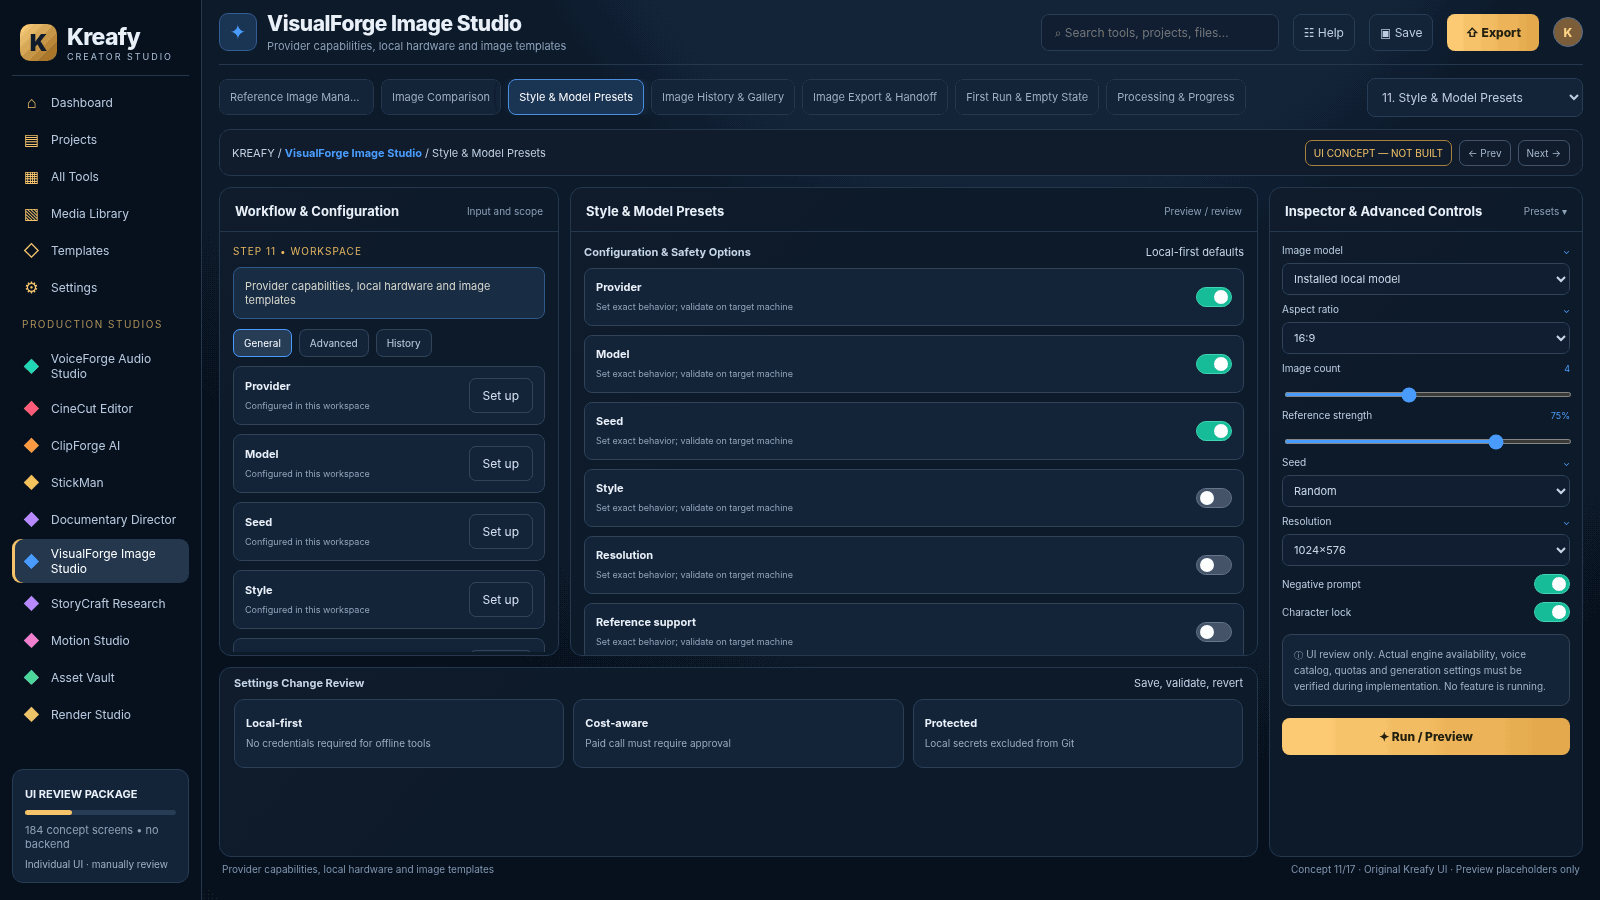 K
Kreafy
CREATOR STUDIO
Dashboard
Projects
All Tools
Media Library
Templates
Settings
PRODUCTION STUDIOS
VoiceForge Audio
Studio
CineCut Editor
ClipForge AI
StickMan
Documentary Director
VisualForge Image
Studio
StoryCraft Research
Motion Studio
Asset Vault
Render Studio
UI REVIEW PACKAGE
184 concept screens • no
backend
Individual UI · manually review
VisualForge Image Studio
Provider capabilities, local hardware and image templates
Search tools, projects, files...
Help
Save
Export
K
Reference Image Mana...
Image Comparison
Style & Model Presets
Image History & Gallery
Image Export & Handoff
First Run & Empty State
Processing & Progress
11. Style & Model Presets
KREAFY / VisualForge Image Studio / Style & Model Presets
UI CONCEPT — NOT BUILT
← Prev
Next →
Workflow & Configuration
Input and scope
STEP 11 • WORKSPACE
Provider capabilities, local hardware and image
templates
General
Advanced
History
Provider
Configured in this workspace
Set up
Model
Configured in this workspace
Set up
Seed
Configured in this workspace
Set up
Style
Configured in this workspace
Set up
Style & Model Presets
Preview / review
Configuration & Safety Options
Local-first defaults
Provider
Set exact behavior; validate on target machine
Model
Set exact behavior; validate on target machine
Seed
Set exact behavior; validate on target machine
Style
Set exact behavior; validate on target machine
Resolution
Set exact behavior; validate on target machine
Reference support
Set exact behavior; validate on target machine
Settings Change Review
Save, validate, revert
Local-first
No credentials required for offline tools
Cost-aware
Paid call must require approval
Protected
Local secrets excluded from Git
Inspector & Advanced Controls
Presets ▾
Image model
Installed local model
Aspect ratio
16:9
Image count
4
Reference strength
75%
Seed
Random
Resolution
1024×576
Negative prompt
Character lock
ⓘ UI review only. Actual engine availability, voice
catalog, quotas and generation settings must be
verified during implementation. No feature is running.
✦ Run / Preview
Provider capabilities, local hardware and image templates
Concept 11/17 · Original Kreafy UI · Preview placeholders only